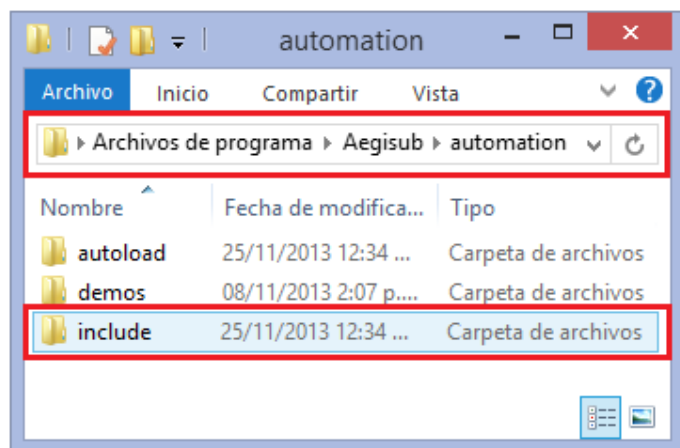 automation
Archivo Inicio Compartir Vista
Archivos de programa Aegisub automation
Nombre Fecha de modifica... Tipo
autoload 25/11/2013 12:34 ... Carpeta de archivos
demos 08/11/2013 2:07 p.... Carpeta de archivos
include 25/11/2013 12:34 ... Carpeta de archivos